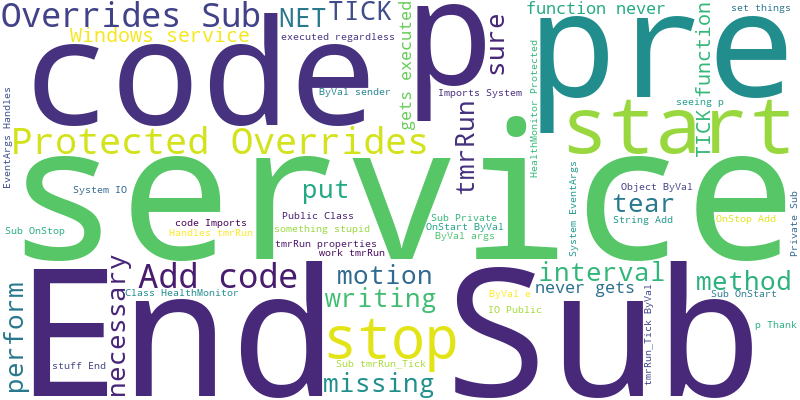 Overrides Sub
NET
TICK
function never
set things
Windows service
executed regardless
code
p
pre
sure
gets executed
TICK function
ByVal sender
Imports System
seeing p
start
EventArgs Handles
Protected Overrides
tmrRun
HealthMonitor Protected
service
System IO
put
Object ByVal
tear
String Add
OnStop Add
System EventArgs
Private Sub
Sub OnStop
code Imports
Handles tmrRun
Public Class
something stupid
tmrRun properties
work tmrRun
Sub Private
OnStart ByVal
ByVal args
End Sub
necessary
Add code
motion
interval
method
perform
Class HealthMonitor
writing
never gets
ByVal e
IO Public
Sub OnStart
tmrRun_Tick ByVal
stop
p Thank
stuff End
Sub tmrRun_Tick
missing